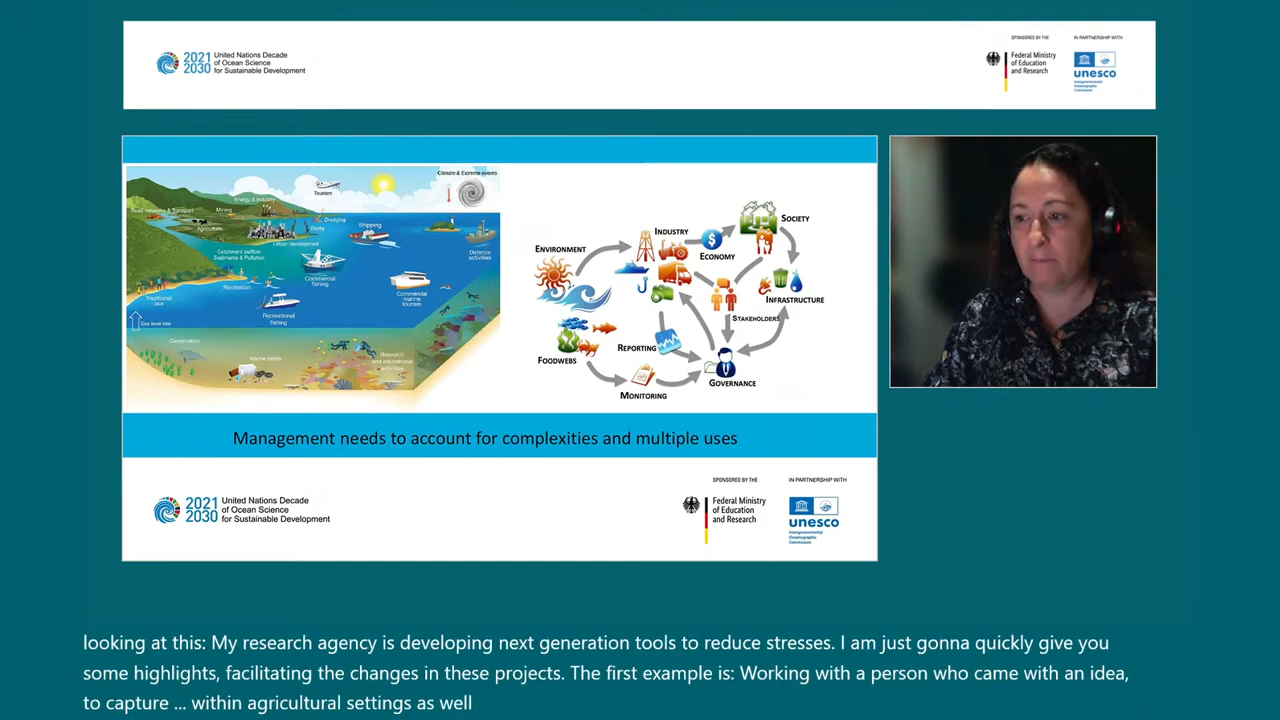 2021
2030
United Nations Decade
of Ocean Science
for Sustainable Development
SPONSORED BY THE
Federal Ministry
of Education
and Research
IN PARTNERSHIP WITH
unesco
Intergovernmental
Oceanographic
Commission
Climate & Extreme events
Tourism
Energy & industry
Road networks & Transport
Mining
Dredging
Agriculture
Ports
Shipping
Urban development
Defence
activities
Catchment outflow
Sediments & Pollution
Commercial
fishing
Recreation
Commercial
marine
tourism
Traditional
use
Recreational
fishing
Sea level rise
Conservation
Marine debris
Research
and educational
activities
SOCIETY
INDUSTRY
ENVIRONMENT
ECONOMY
INFRASTRUCTURE
STAKEHOLDERS
REPORTING
FOODWEBS
GOVERNANCE
MONITORING
Management needs to account for complexities and multiple uses
2021
2030
United Nations Decade
of Ocean Science
for Sustainable Development
SPONSORED BY THE
Federal Ministry
of Education
and Research
IN PARTNERSHIP WITH
unesco
Intergovernmental
Oceanographic
Commission
looking at this: My research agency is developing next generation tools to reduce stresses. I am just gonna quickly give you
some highlights, facilitating the changes in these projects. The first example is: Working with a person who came with an idea,
to capture ... within agricultural settings as well